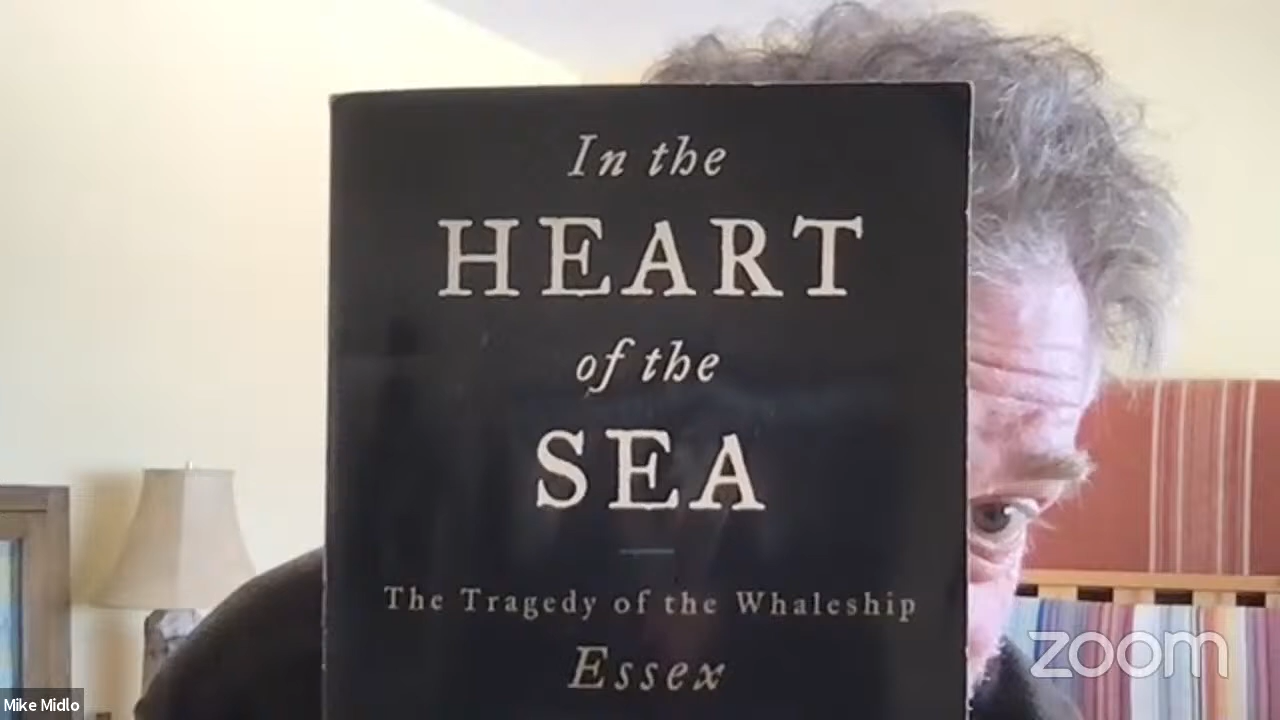 In the
HEART
of the
SEA
The Tragedy of the Whaleship
Essex
zoom
Mike Midlo